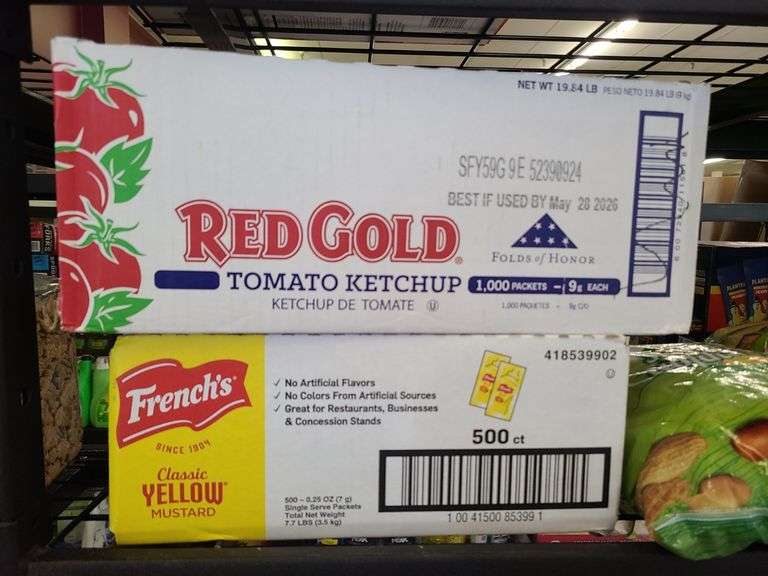 NET WT 19.84 LB PESO NETO 19.84 LB (9 kg)
SFY59G 9 E 52390924
BEST IF USED BY May 28 2026
RED GOLD®
FOLDS of HONOR
TOMATO KETCHUP
1,000 PACKETS - 9g EACH
KETCHUP DE TOMATE U
1,000 PAQUETES - 9g C/U
French's®
SINCE 1904
Classic
YELLOW®
MUSTARD
✓ No Artificial Flavors
✓ No Colors From Artificial Sources
✓ Great for Restaurants, Businesses
& Concession Stands
500 – 0.25 OZ (7 g)
Single Serve Packets
Total Net Weight
7.7 LBS (3.5 kg)
418539902
500 ct
1 00 41500 85399 1